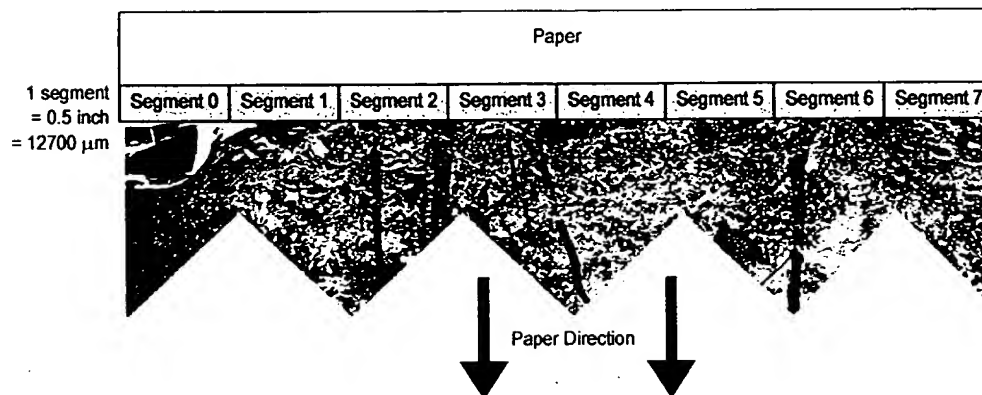 Paper
1 segment
= 0.5 inch
= 12700 µm
Segment 0 Segment 1 Segment 2 Segment 3 Segment 4 Segment 5 Segment 6 Segment 7
Paper Direction